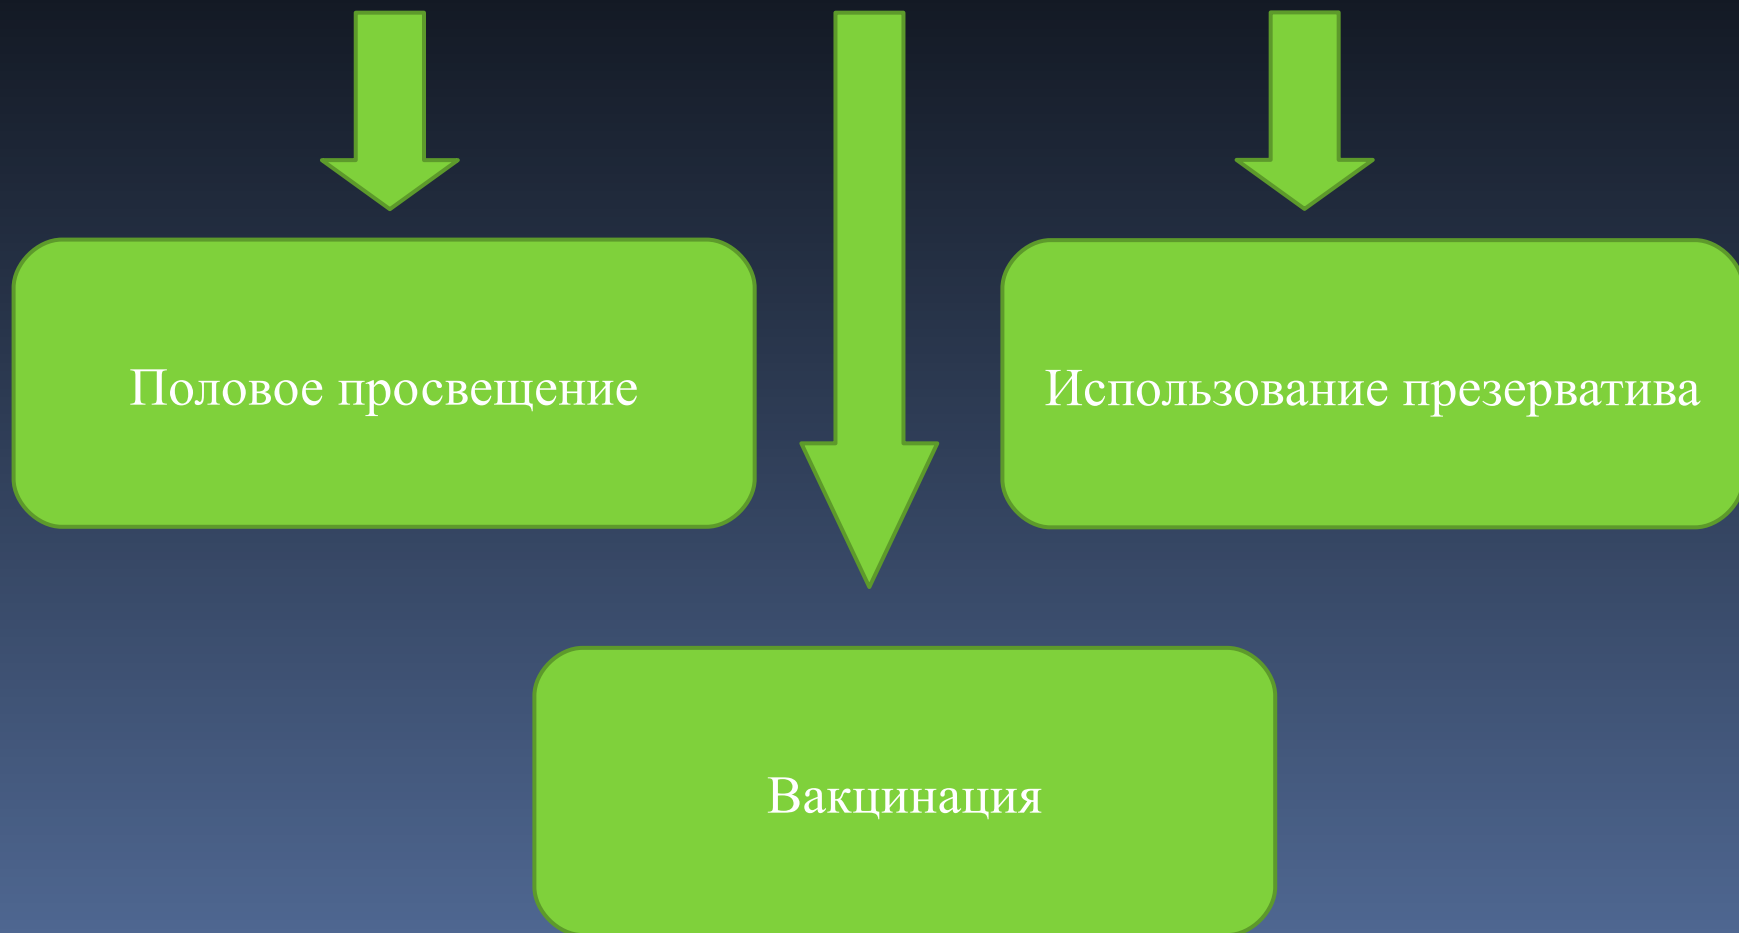 Половое просвещение
Использование презерватива
Вакцинация